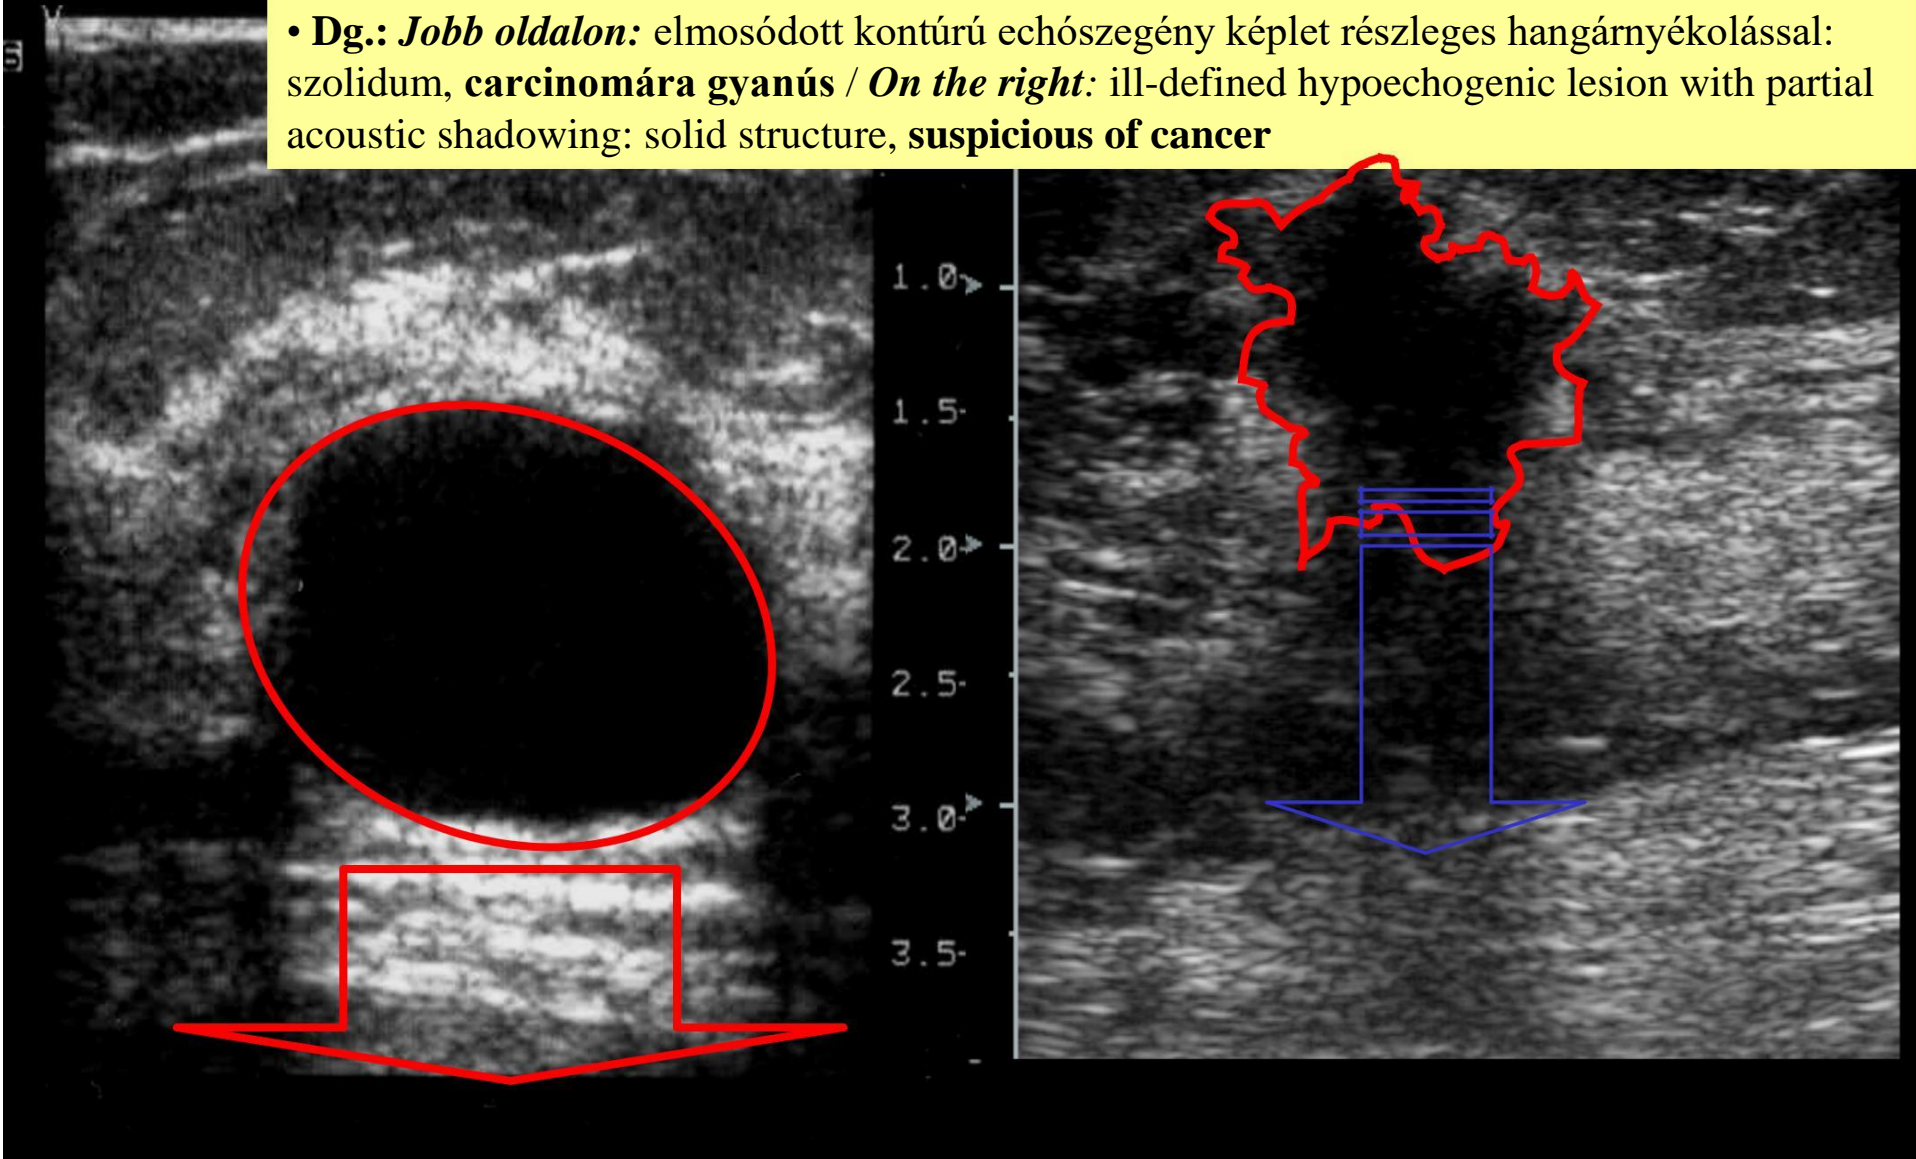 • Dg.: Jobb oldalon: elmosódott kontúrú echószegény képlet részleges hangárnyékolással:
szolidum, carcinomára gyanús / On the right: ill-defined hypoechogenic lesion with partial
acoustic shadowing: solid structure, suspicious of cancer
1.0
1.5-
2.0
2.5-
3.0-
3.5-